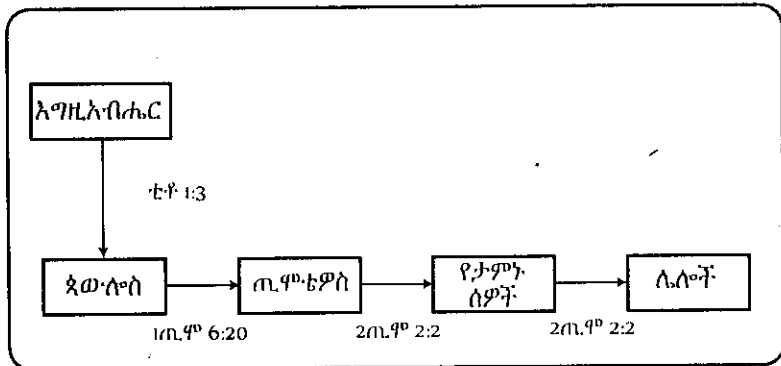 እግዚአብሔር
ቲቶ 1:3
ጳውሎስ
ጢሞቴዎስ
የታምኑ
ሰዎች
ሌሎች
1ጢሞ 6:20
2ጢሞ 2:2
2ጢሞ 2:2